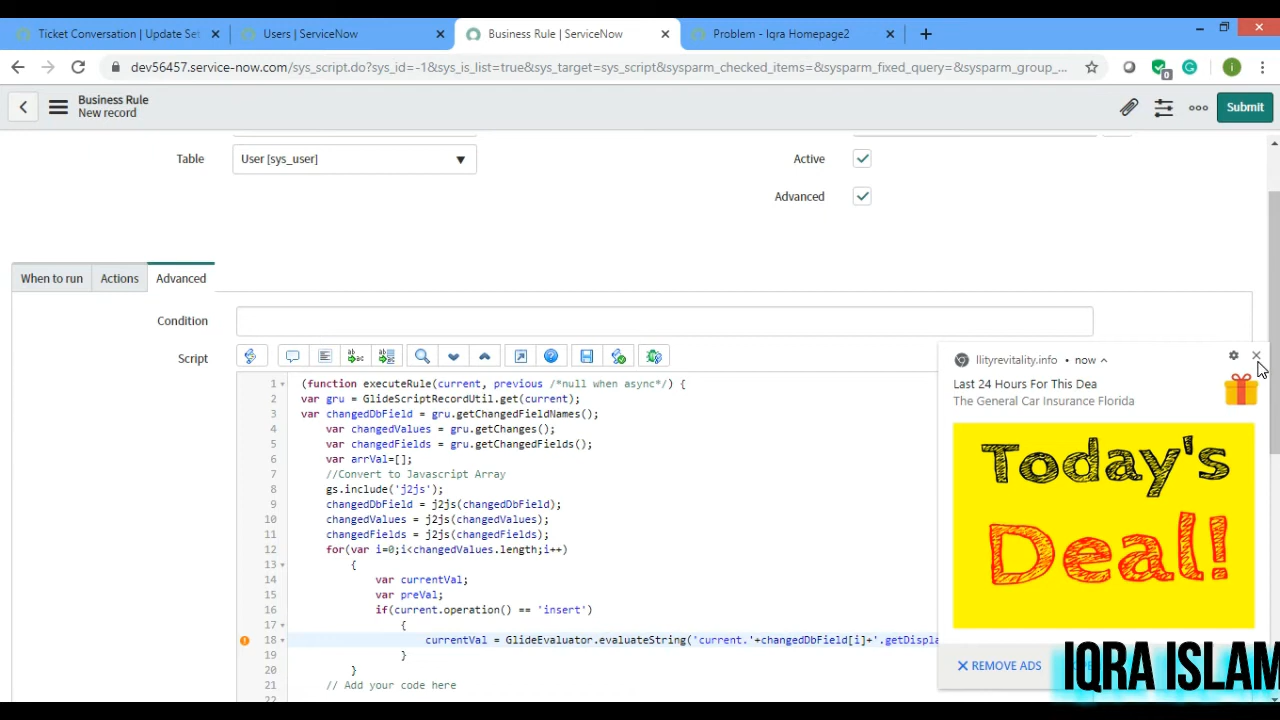 Ticket Conversation | Update Set
Users | ServiceNow
Business Rule | ServiceNow
Problem - Iqra Homepage2
dev56457.service-now.com/sys_script.do?sys_id=-1&sys_is_list=true&sys_target=sys_script&sysparm_checked_items=&sysparm_fixed_query=&sysparm_group_...
0
i
Business Rule
New record
Submit
Table
User [sys_user]
Active
Advanced
When to run
Actions
Advanced
Condition
Script
1 (function executeRule(current, previous /*null when async*/) {
2 var gru = GlideScriptRecordUtil.get(current);
3 var changedDbField = gru.getChangedFieldNames();
4 var changedValues = gru.getChanges();
5 var changedFields = gru.getChangedFields();
6 var arrVal=[];
7 //Convert to Javascript Array
8 gs.include('j2js');
9 changedDbField = j2js(changedDbField);
10 changedValues = j2js(changedValues);
11 changedFields = j2js(changedFields);
12 for(var i=0;i<changedValues.length;i++)
13 {
14 var currentVal;
15 var preVal;
16 if(current.operation() == 'insert')
17 {
18 currentVal = GlideEvaluator.evaluateString('current.'+changedDbField[i]+'.getDispla
19 }
20 }
21 // Add your code here
22
llityrevitality.info • now
Last 24 Hours For This Dea
The General Car Insurance Florida
Today's
Deal!
REMOVE ADS
IQRA ISLAM